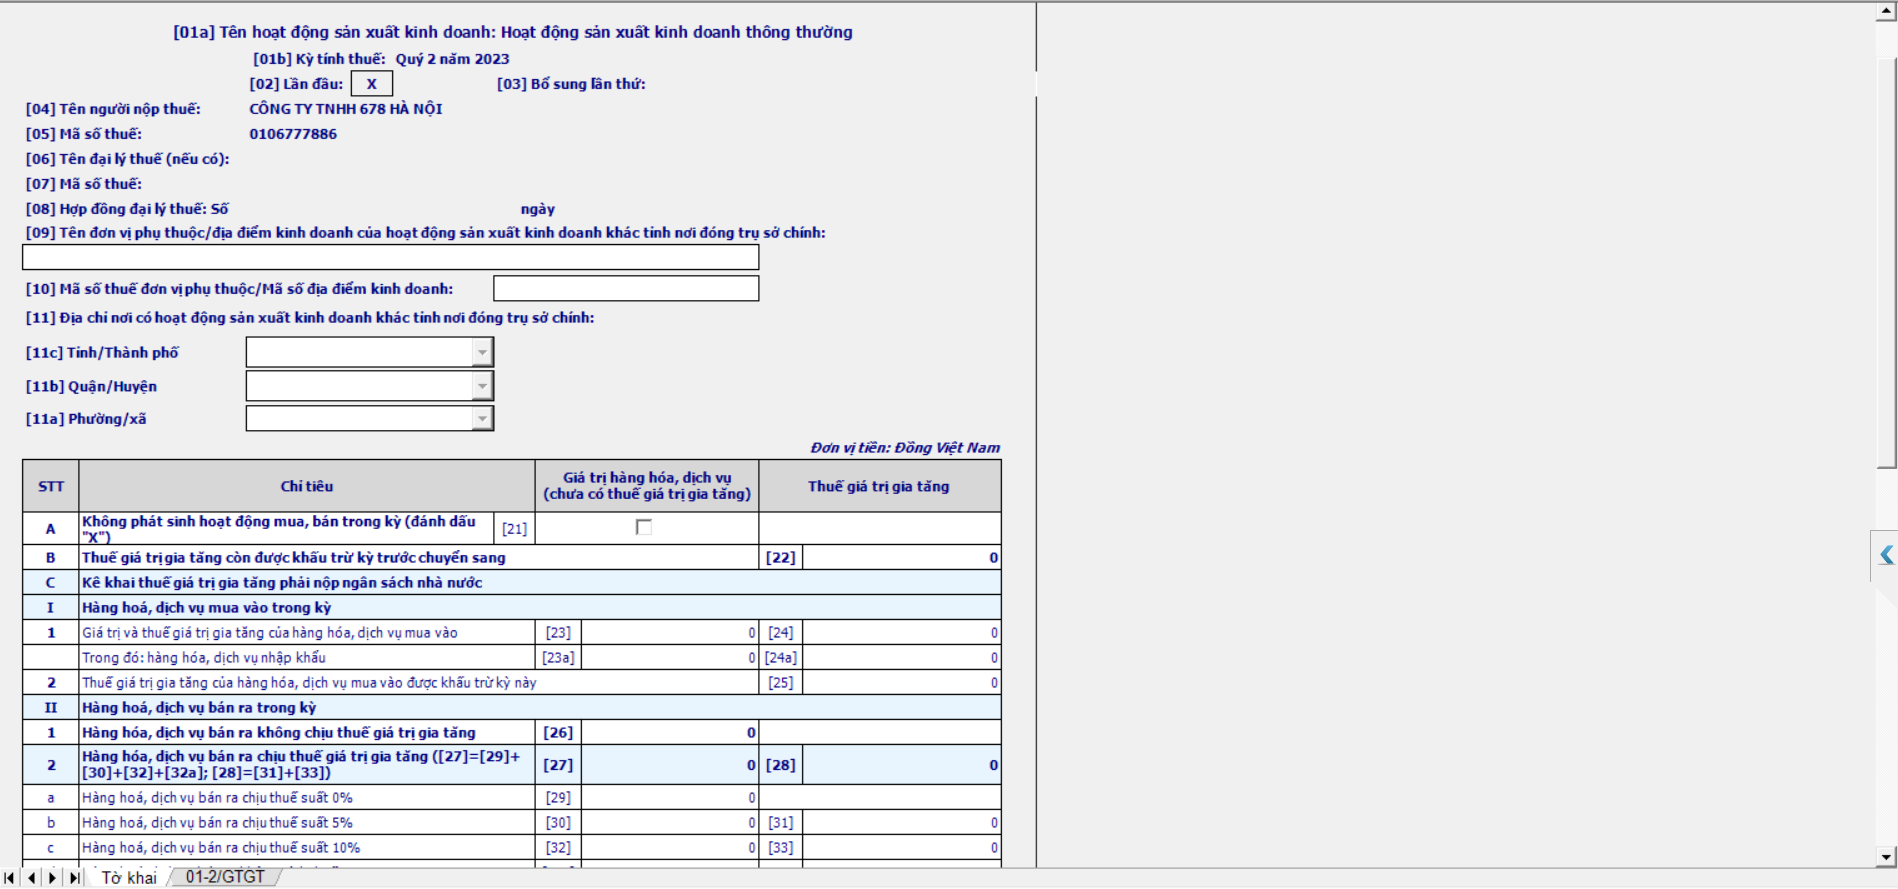 [01a] Tên hoạt động sản xuất kinh doanh: Hoạt động sản xuất kinh doanh thông thường
[01b] Kỳ tính thuế: Quý 2 năm 2023
[02] Lần đầu: X [03] Bổ sung lần thứ:
[04] Tên người nộp thuế: CÔNG TY TNHH 678 HÀ NỘI
[05] Mã số thuế: 0106777886
[06] Tên đại lý thuế (nếu có):
[07] Mã số thuế:
[08] Hợp đồng đại lý thuế: Số ngày
[09] Tên đơn vị phụ thuộc/địa điểm kinh doanh của hoạt động sản xuất kinh doanh khác tỉnh nơi đóng trụ sở chính:
[10] Mã số thuế đơn vị phụ thuộc/Mã số địa điểm kinh doanh:
[11] Địa chỉ nơi có hoạt động sản xuất kinh doanh khác tỉnh nơi đóng trụ sở chính:
[11c] Tỉnh/Thành phố
[11b] Quận/Huyện
[11a] Phường/xã
Đơn vị tiền: Đồng Việt Nam
STT Chỉ tiêu Giá trị hàng hóa, dịch vụ (chưa có thuế giá trị gia tăng) Thuế giá trị gia tăng
A Không phát sinh hoạt động mua, bán trong kỳ (đánh dấu "X") [21]
B Thuế giá trị gia tăng còn được khấu trừ kỳ trước chuyển sang [22] 0
C Kê khai thuế giá trị gia tăng phải nộp ngân sách nhà nước
I Hàng hoá, dịch vụ mua vào trong kỳ
1 Giá trị và thuế giá trị gia tăng của hàng hóa, dịch vụ mua vào [23] 0 [24] 0
Trong đó: hàng hóa, dịch vụ nhập khẩu [23a] 0 [24a] 0
2 Thuế giá trị gia tăng của hàng hóa, dịch vụ mua vào được khấu trừ kỳ này [25] 0
II Hàng hoá, dịch vụ bán ra trong kỳ
1 Hàng hóa, dịch vụ bán ra không chịu thuế giá trị gia tăng [26] 0
2 Hàng hóa, dịch vụ bán ra chịu thuế giá trị gia tăng ([27]=[29]+[30]+[32]+[32a]; [28]=[31]+[33]) [27] 0 [28] 0
a Hàng hoá, dịch vụ bán ra chịu thuế suất 0% [29] 0
b Hàng hoá, dịch vụ bán ra chịu thuế suất 5% [30] 0 [31] 0
c Hàng hoá, dịch vụ bán ra chịu thuế suất 10% [32] 0 [33] 0
Tờ khai 01-2/GTGT